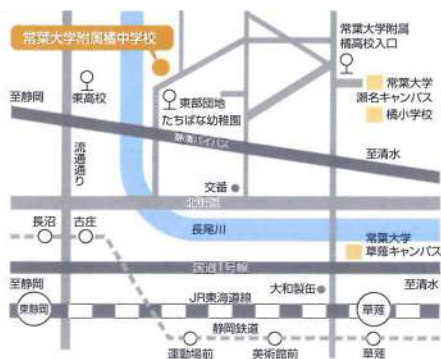 常葉大学附属橘中学校
常葉大学附属
橘高校入口
東高校
東部団地
たちばな幼稚園
常葉大学
瀬名キャンパス
橘小学校
至静岡
静清バイパス
至清水
流通通り
交番
北街道
長沼
古庄
長尾川
常葉大学
草薙キャンパス
至静岡
国道1号線
至清水
大和製缶
JR東海道線
東静岡
草薙
静岡鉄道
運動場前
美術館前
草薙